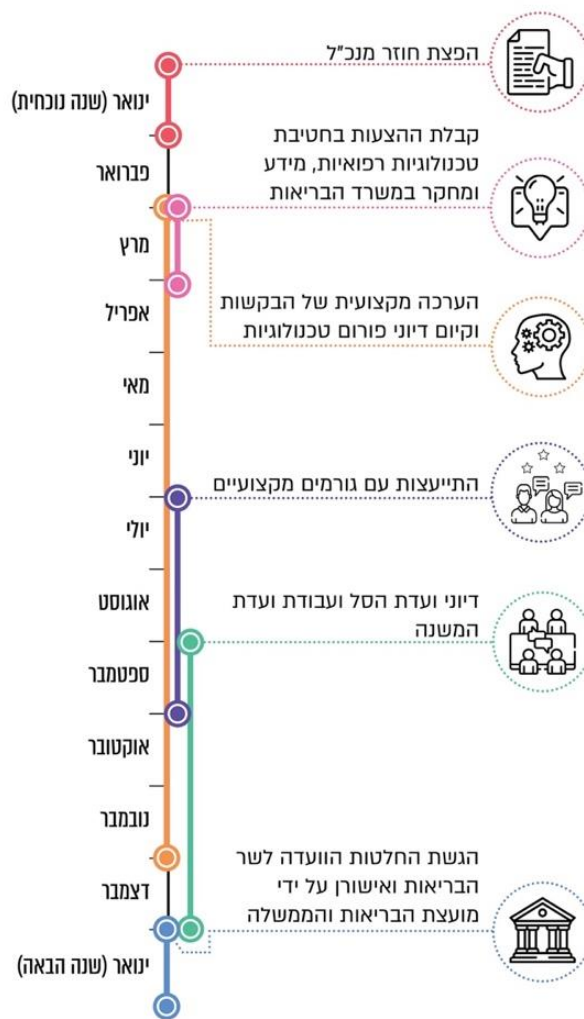 הפצת חוזר מנכ"ל
ינואר (שנה נוכחית)
קבלת ההצעות בחטיבת
טכנולוגיות רפואיות, מידע
ומחקר במשרד הבריאות
פברואר
מרץ
הערכה מקצועית של הבקשות
וקיום דיוני פורום טכנולוגיות
אפריל
מאי
יוני
התייעצות עם גורמים מקצועיים
יולי
אוגוסט
דיוני ועדת הסל ועבודת ועדת
המשנה
ספטמבר
אוקטובר
נובמבר
הגשת החלטות הוועדה לשר
הבריאות ואישורן על ידי
מועצת הבריאות והממשלה
דצמבר
ינואר (שנה הבאה)